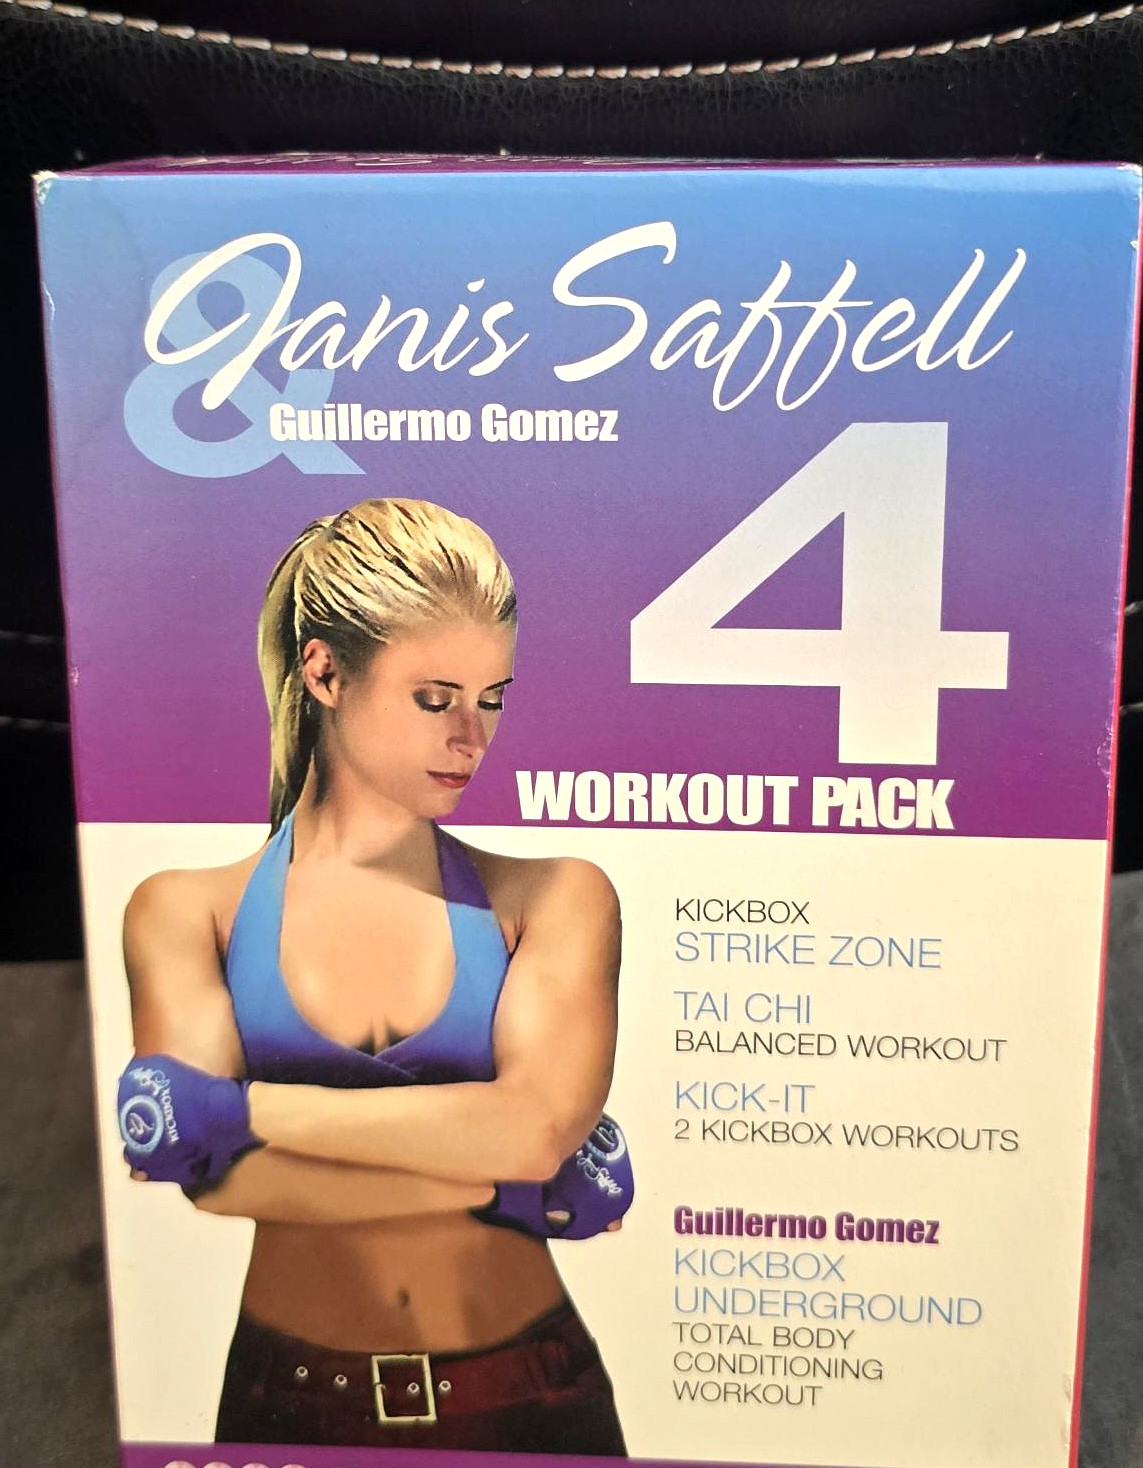 &
Janis Saffell
Guillermo Gomez
4
WORKOUT PACK
KICKBOX
STRIKE ZONE
TAI CHI
BALANCED WORKOUT
KICK-IT
2 KICKBOX WORKOUTS
Guillermo Gomez
KICKBOX
UNDERGROUND
TOTAL BODY
CONDITIONING
WORKOUT
KICKBOX